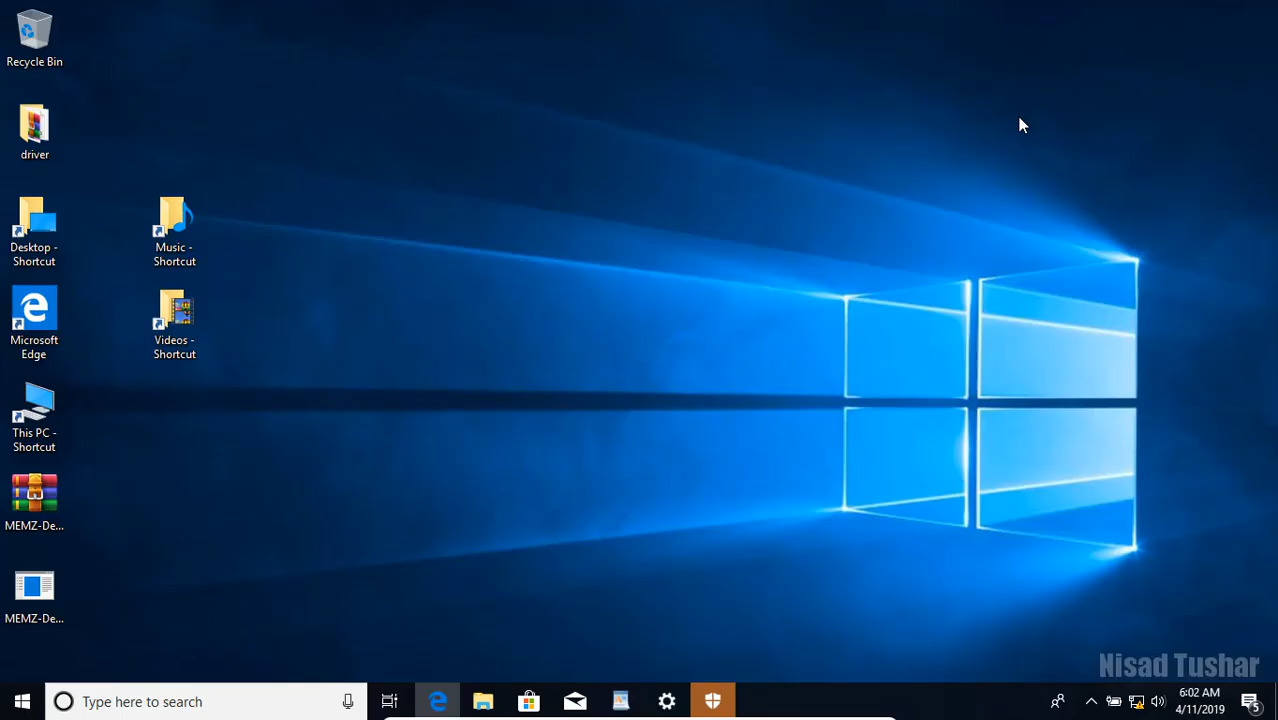 Recycle Bin
driver
Desktop -
Shortcut
Music -
Shortcut
Microsoft
Edge
Videos -
Shortcut
This PC -
Shortcut
MEMZ-De...
MEMZ-De...
Nisad Tushar
Type here to search
6:02 AM
4/11/2019
5